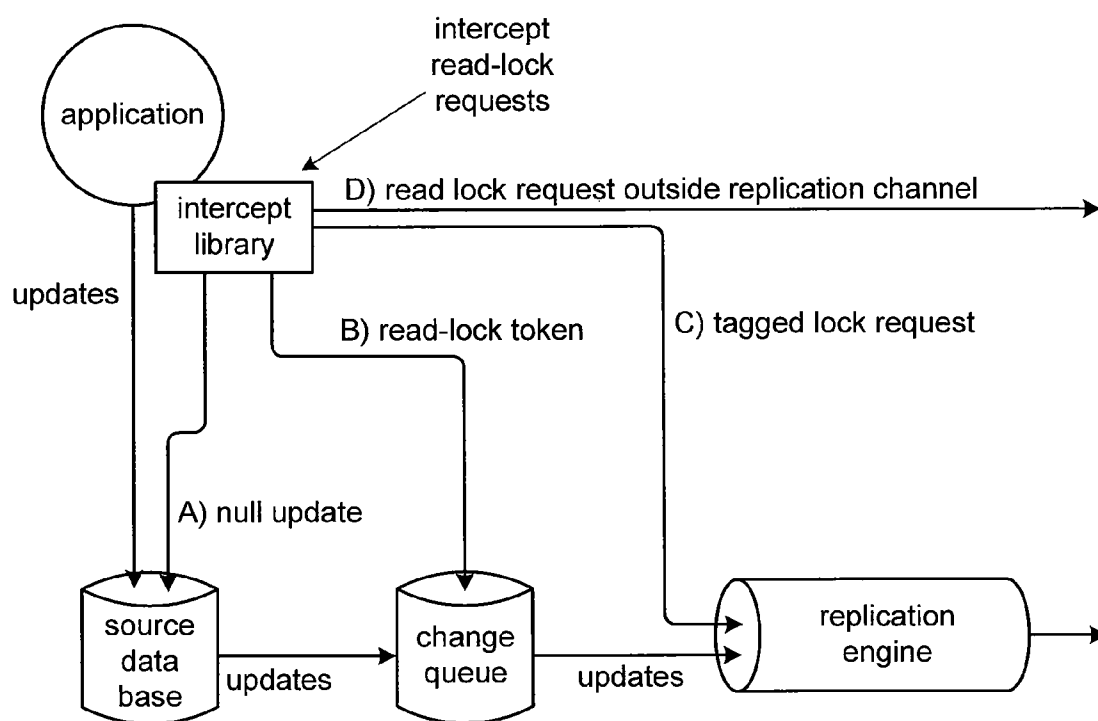 intercept
read-lock
requests
application
D) read lock request outside replication channel
intercept
library
updates
B) read-lock token
C) tagged lock request
A) null update
source
data
base
updates
change
queue
updates
replication
engine